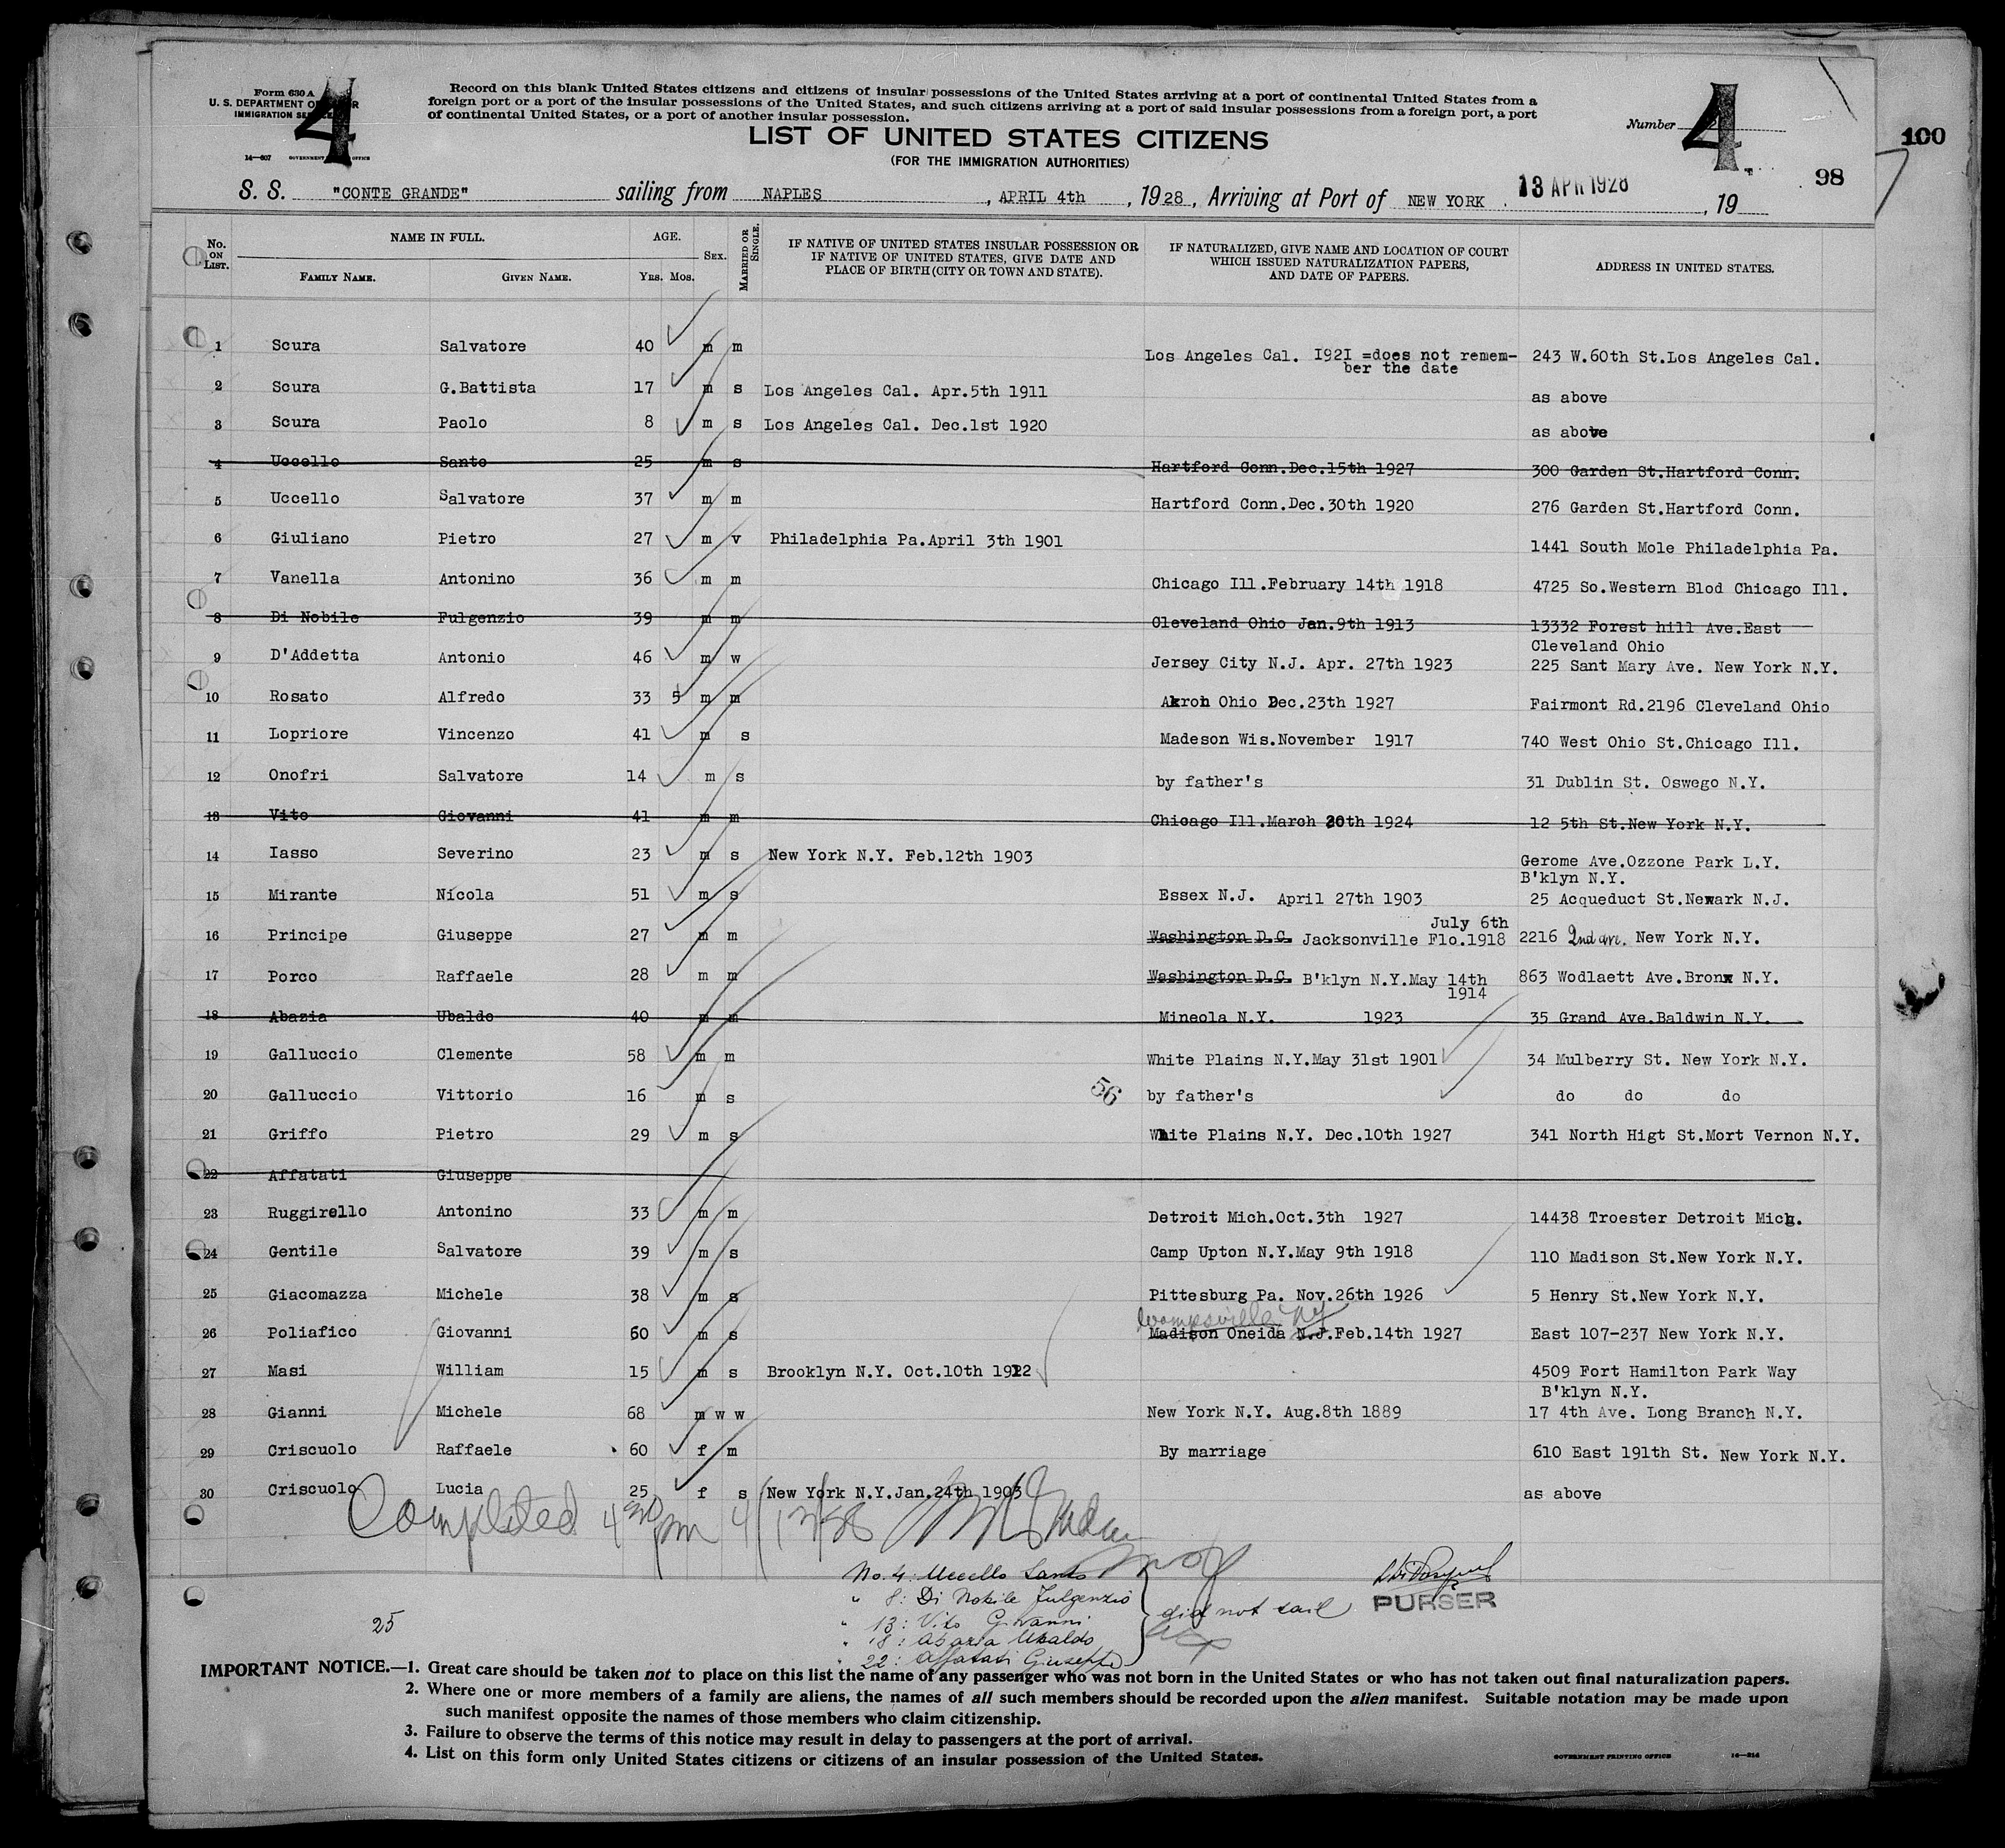 Form 630 A
U. S. DEPARTMENT OF
IMMIGRATION
4
14—607 GOVERNMENT OFFICE
Record on this blank United States citizens and citizens of insular possessions of the United States arriving at a port of continental United States from a
foreign port or a port of the insular possessions of the United States, and such citizens arriving at a port of said insular possessions from a foreign port, a port
of continental United States, or a port of another insular possession.
LIST OF UNITED STATES CITIZENS
(FOR THE IMMIGRATION AUTHORITIES)
Number 4
100
98
S. S. "CONTE GRANDE" sailing from NAPLES, APRIL 4th, 1928, Arriving at Port of NEW YORK. 13 APR 1928, 19
No. ON LIST. NAME IN FULL. FAMILY NAME. GIVEN NAME. AGE. YRS. MOS. SEX. MARRIED OR SINGLE. IF NATIVE OF UNITED STATES INSULAR POSSESSION OR IF NATIVE OF UNITED STATES, GIVE DATE AND PLACE OF BIRTH (CITY OR TOWN AND STATE). IF NATURALIZED, GIVE NAME AND LOCATION OF COURT WHICH ISSUED NATURALIZATION PAPERS, AND DATE OF PAPERS. ADDRESS IN UNITED STATES.
1 Scura Salvatore 40 m m Los Angeles Cal. I92I =does not remem- 243 W.60th St.Los Angeles Cal.
ber the date
2 Scura G.Battista 17 m s Los Angeles Cal. Apr.5th 1911 as above
3 Scura Paolo 8 m s Los Angeles Cal. Dec.1st 1920 as above
4 Uccello Santo 25 m s Hartford Conn.Dec.15th 1927 300 Garden St.Hartford Conn.
5 Uccello Salvatore 37 m m Hartford Conn.Dec.30th 1920 276 Garden St.Hartford Conn.
6 Giuliano Pietro 27 m v Philadelphia Pa.April 3th 1901 1441 South Mole Philadelphia Pa.
7 Vanella Antonino 36 m m Chicago Ill.February 14th 1918 4725 So.Western Blod Chicago Ill.
8 Di Nobile Fulgenzio 39 m m Cleveland Ohio Jan.9th 1913 13332 Forest hill Ave.East
Cleveland Ohio
9 D'Addetta Antonio 46 m w Jersey City N.J. Apr. 27th 1923 225 Sant Mary Ave. New York N.Y.
10 Rosato Alfredo 33 5 m m Akron Ohio Dec.23th 1927 Fairmont Rd.2196 Cleveland Ohio
11 Lopriore Vincenzo 41 m s Madeson Wis.November 1917 740 West Ohio St.Chicago Ill.
12 Onofri Salvatore 14 m s by father's 31 Dublin St. Oswego N.Y.
13 Vito Giovanni 41 m m Chicago Ill.March 20th 1924 12 5th St.New York N.Y.
14 Iasso Severino 23 m s New York N.Y. Feb.12th 1903 Gerome Ave.Ozzone Park L.Y.
B'klyn N.Y.
15 Mirante Nicola 51 m s Essex N.J. April 27th 1903 25 Acqueduct St.Newark N.J.
July 6th
16 Principe Giuseppe 27 m m Washington D.C. Jacksonville Flo.1918 2216 2nd ave. New York N.Y.
17 Porco Raffaele 28 m m Washington D.C. B'klyn N.Y.May 14th 863 Wodlaett Ave.Bronx N.Y.
1914
18 Abazia Ubaldo 40 m m Mineola N.Y. 1923 35 Grand Ave.Baldwin N.Y.
19 Galluccio Clemente 58 m m White Plains N.Y.May 31st 1901 34 Mulberry St. New York N.Y.
20 Galluccio Vittorio 16 m s 56 by father's do do do
21 Griffo Pietro 29 m s White Plains N.Y. Dec.10th 1927 341 North Higt St.Mort Vernon N.Y.
22 Affatati Giuseppe
23 Ruggirello Antonino 33 m m Detroit Mich.Oct.3th 1927 14438 Troester Detroit Mich.
24 Gentile Salvatore 39 m s Camp Upton N.Y.May 9th 1918 110 Madison St.New York N.Y.
25 Giacomazza Michele 38 m s Pittesburg Pa. Nov.26th 1926 5 Henry St.New York N.Y.
Wampsville NY
26 Poliafico Giovanni 60 m s Madison Oneida N.J.Feb.14th 1927 East 107-237 New York N.Y.
27 Masi William 15 m s Brooklyn N.Y. Oct.10th 1912 4509 Fort Hamilton Park Way
B'klyn N.Y.
28 Gianni Michele 68 m w w New York N.Y. Aug.8th 1889 17 4th Ave. Long Branch N.Y.
29 Criscuolo Raffaele 60 f m By marriage 610 East 191th St. New York N.Y.
30 Criscuolo Lucia 25 f s New York N.Y.Jan.24th 1903 as above
Completed 4 pm 4/
No. 4: Uccello Santo
" 8: Di Nobile Fulgenzio
" 13: Vito Giovanni
" 18: Abazia Ubaldo
" 22: Affatati Giuseppe
did not sail
PURSER
25
IMPORTANT NOTICE.—1. Great care should be taken not to place on this list the name of any passenger who was not born in the United States or who has not taken out final naturalization papers.
2. Where one or more members of a family are aliens, the names of all such members should be recorded upon the alien manifest. Suitable notation may be made upon
such manifest opposite the names of those members who claim citizenship.
3. Failure to observe the terms of this notice may result in delay to passengers at the port of arrival.
4. List on this form only United States citizens or citizens of an insular possession of the United States.
GOVERNMENT PRINTING OFFICE 14—214